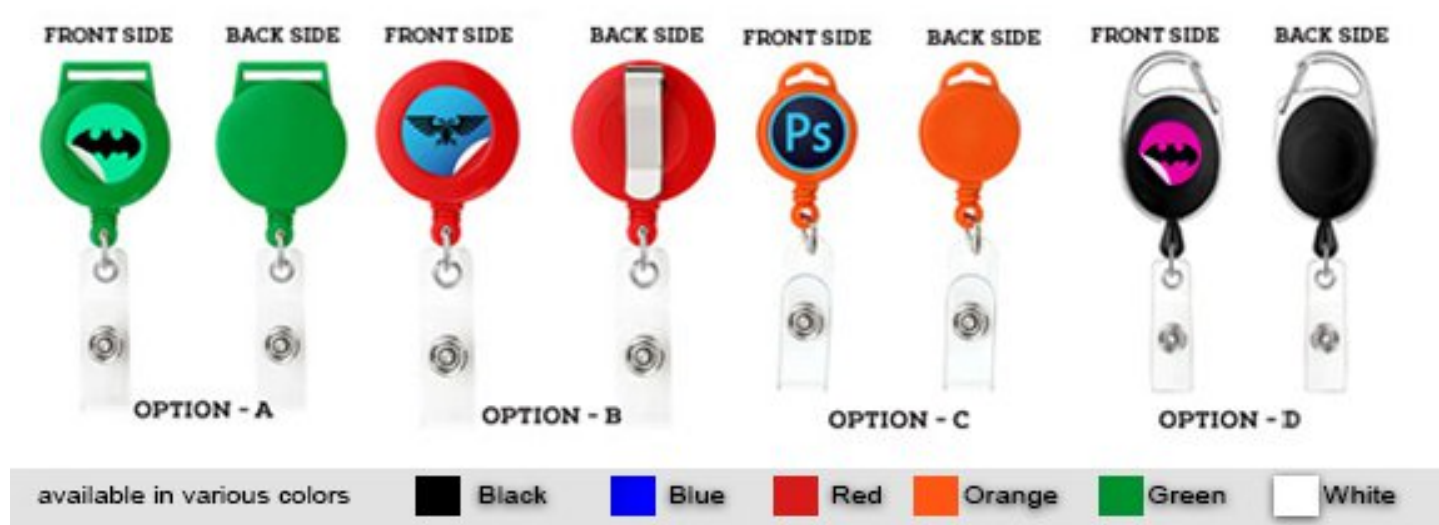 FRONT SIDE BACK SIDE FRONT SIDE BACK SIDE FRONT SIDE BACK SIDE FRONT SIDE BACK SIDE
Ps
OPTION - A OPTION - B OPTION - C OPTION - D
available in various colors Black Blue Red Orange Green White